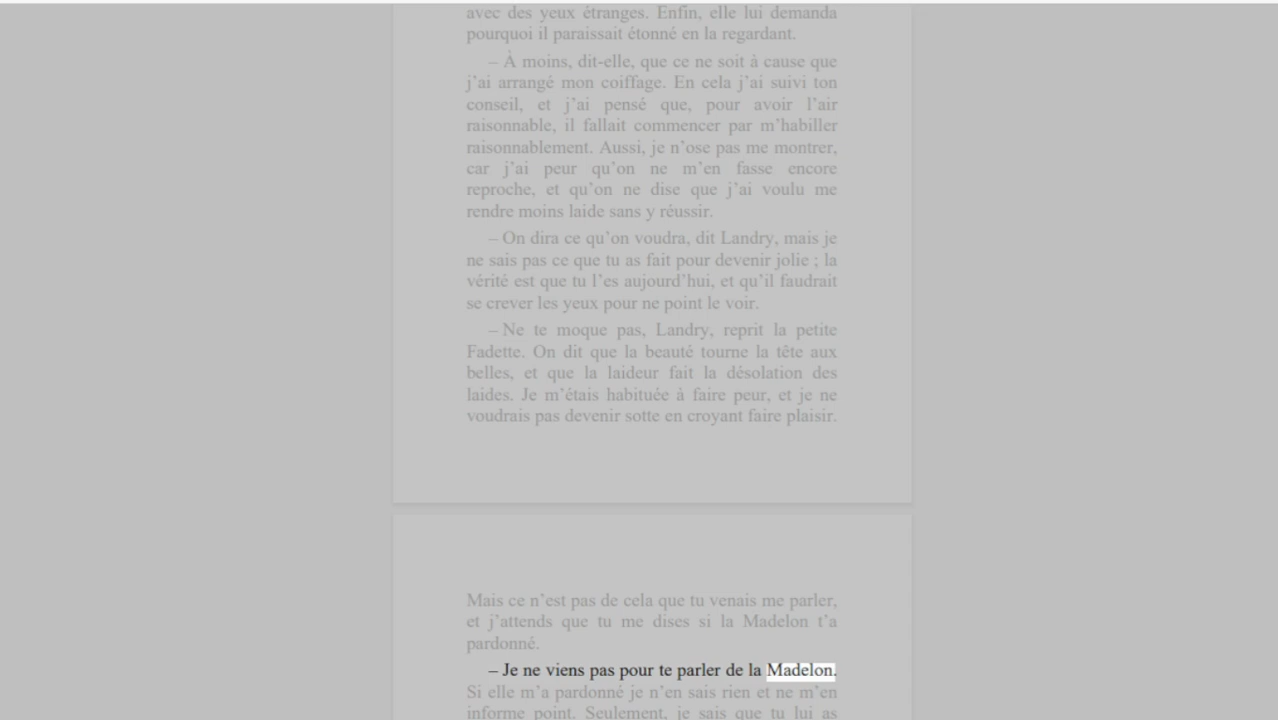 avec des yeux étranges. Enfin, elle lui demanda
pourquoi il paraissait étonné en la regardant.
– À moins, dit-elle, que ce ne soit à cause que
j’ai arrangé mon coiffage. En cela j’ai suivi ton
conseil, et j’ai pensé que, pour avoir l’air
raisonnable, il fallait commencer par m’habiller
raisonnablement. Aussi, je n’ose pas me montrer,
car j’ai peur qu’on ne m’en fasse encore
reproche, et qu’on ne dise que j’ai voulu me
rendre moins laide sans y réussir.
– On dira ce qu’on voudra, dit Landry, mais je
ne sais pas ce que tu as fait pour devenir jolie ; la
vérité est que tu l’es aujourd’hui, et qu’il faudrait
se crever les yeux pour ne point le voir.
– Ne te moque pas, Landry, reprit la petite
Fadette. On dit que la beauté tourne la tête aux
belles, et que la laideur fait la désolation des
laides. Je m’étais habituée à faire peur, et je ne
voudrais pas devenir sotte en croyant faire plaisir.
Mais ce n’est pas de cela que tu venais me parler,
et j’attends que tu me dises si la Madelon t’a
pardonné.
– Je ne viens pas pour te parler de la Madelon.
Si elle m’a pardonné je n’en sais rien et ne m’en
informe point. Seulement, je sais que tu lui as